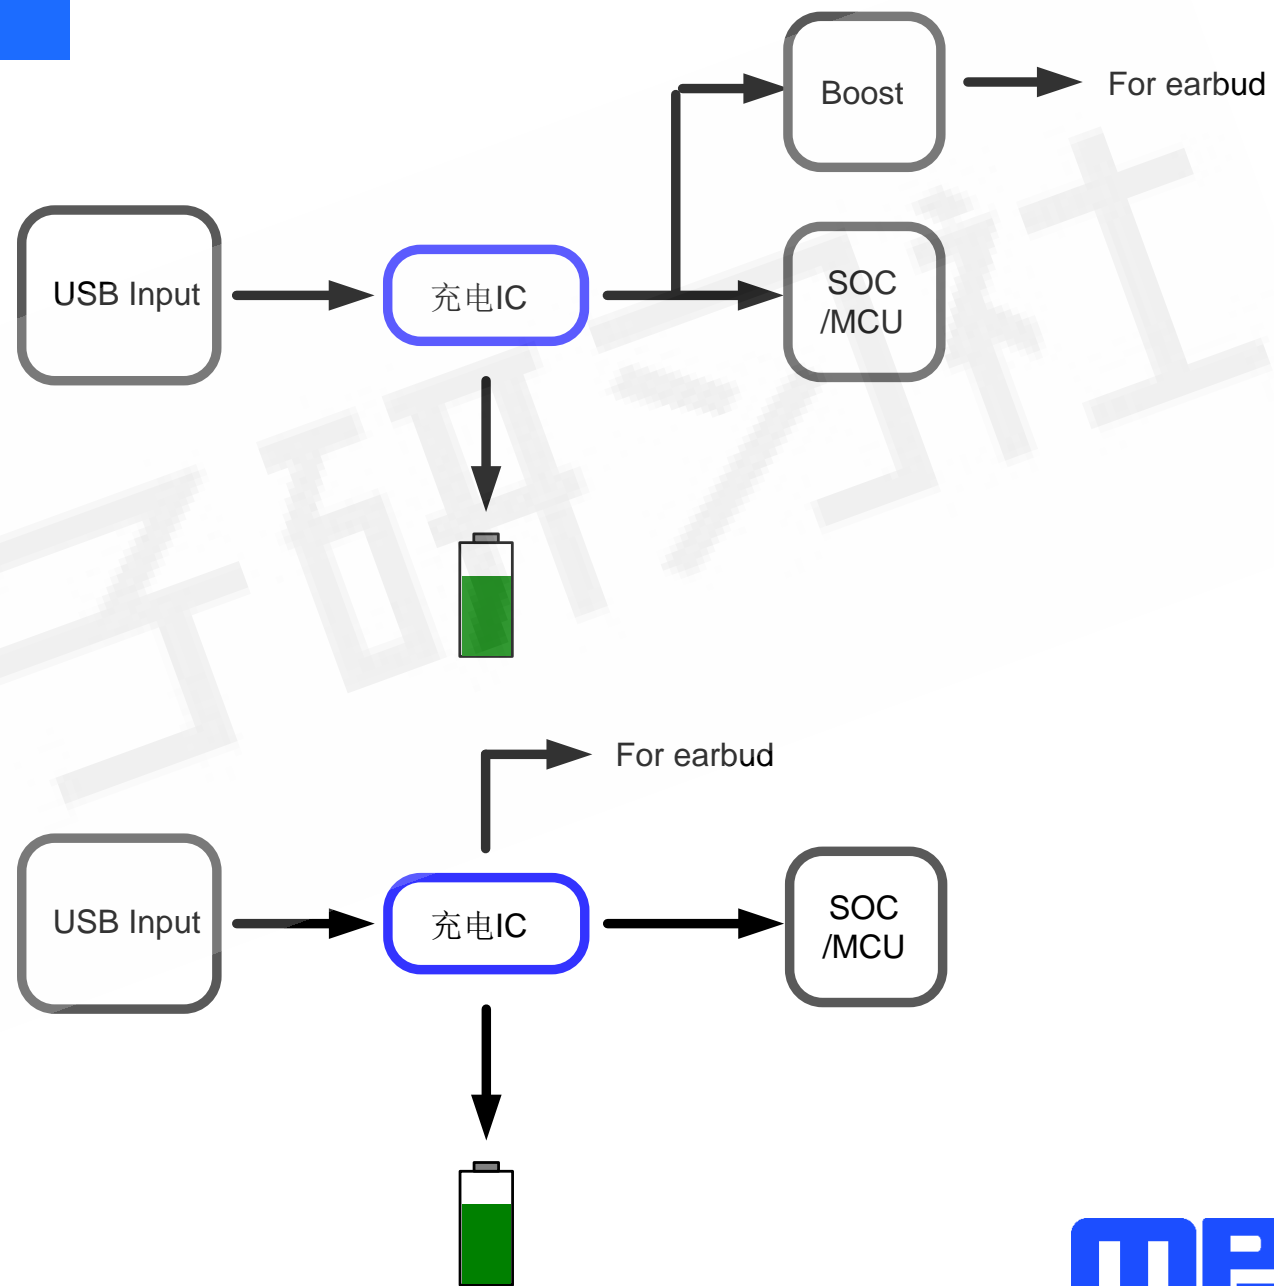 Boost
For earbud
USB Input
充电IC
SOC
/MCU
For earbud
USB Input
充电IC
SOC
/MCU